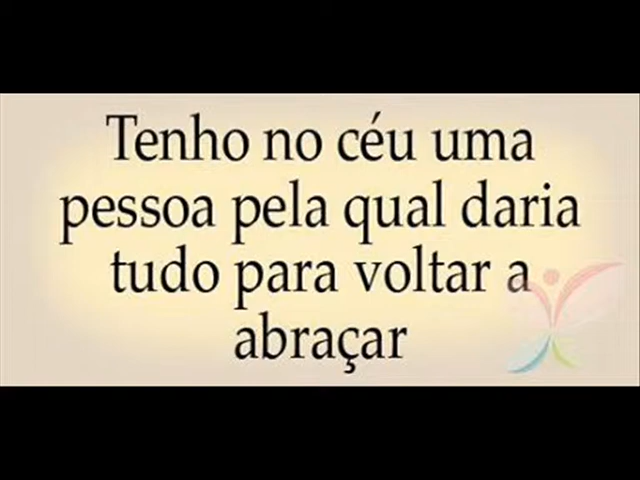 Tenho no céu uma
pessoa pela qual daria
tudo para voltar a
abraçar